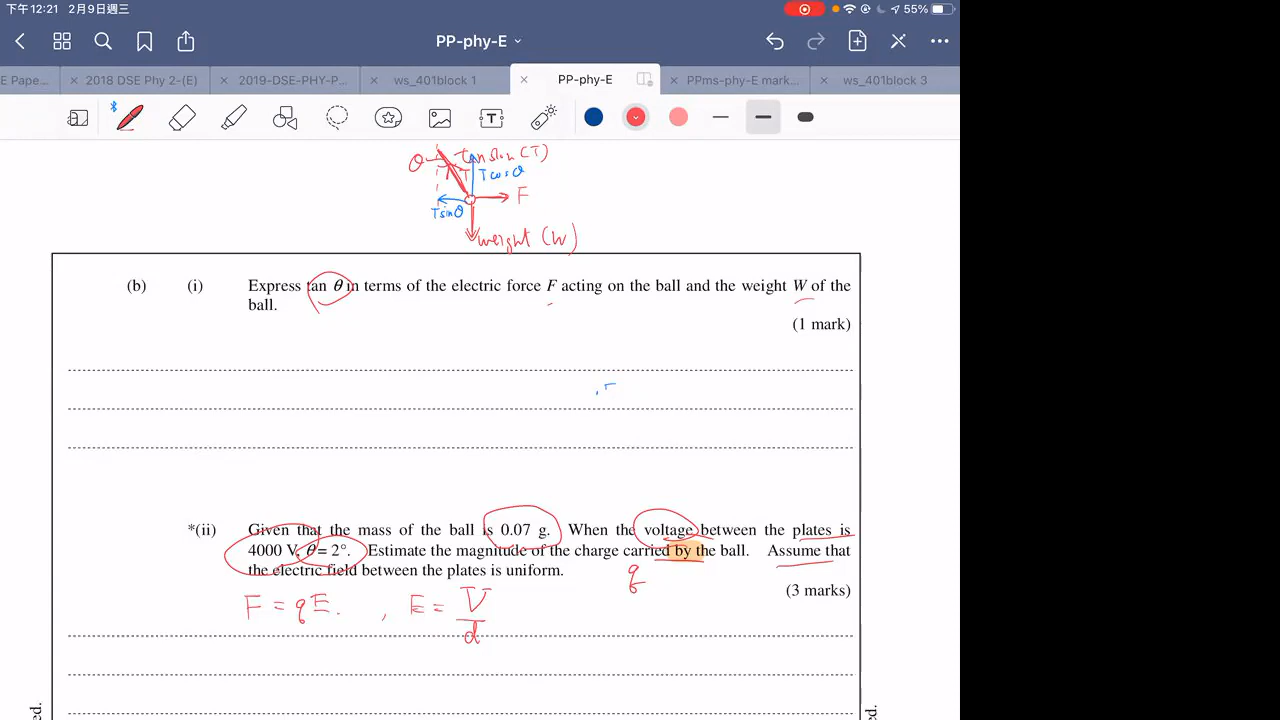 下午12:21 2月9日週三
55%
PP-phy-E
E Pape...
2018 DSE Phy 2-(E)
2019-DSE-PHY-P...
ws_401block 1
PP-phy-E
PPms-phy-E mark...
ws_401block 3
θ
T
tension (T)
T cos θ
F
T sin θ
weight (W)
(b) (i) Express tan θ in terms of the electric force F acting on the ball and the weight W of the
ball.
(1 mark)
*(ii) Given that the mass of the ball is 0.07 g. When the voltage between the plates is
4000 V, θ = 2°. Estimate the magnitude of the charge carried by the ball. Assume that
the electric field between the plates is uniform.
q
(3 marks)
F = qE. , E = V/d
ed.
ed.